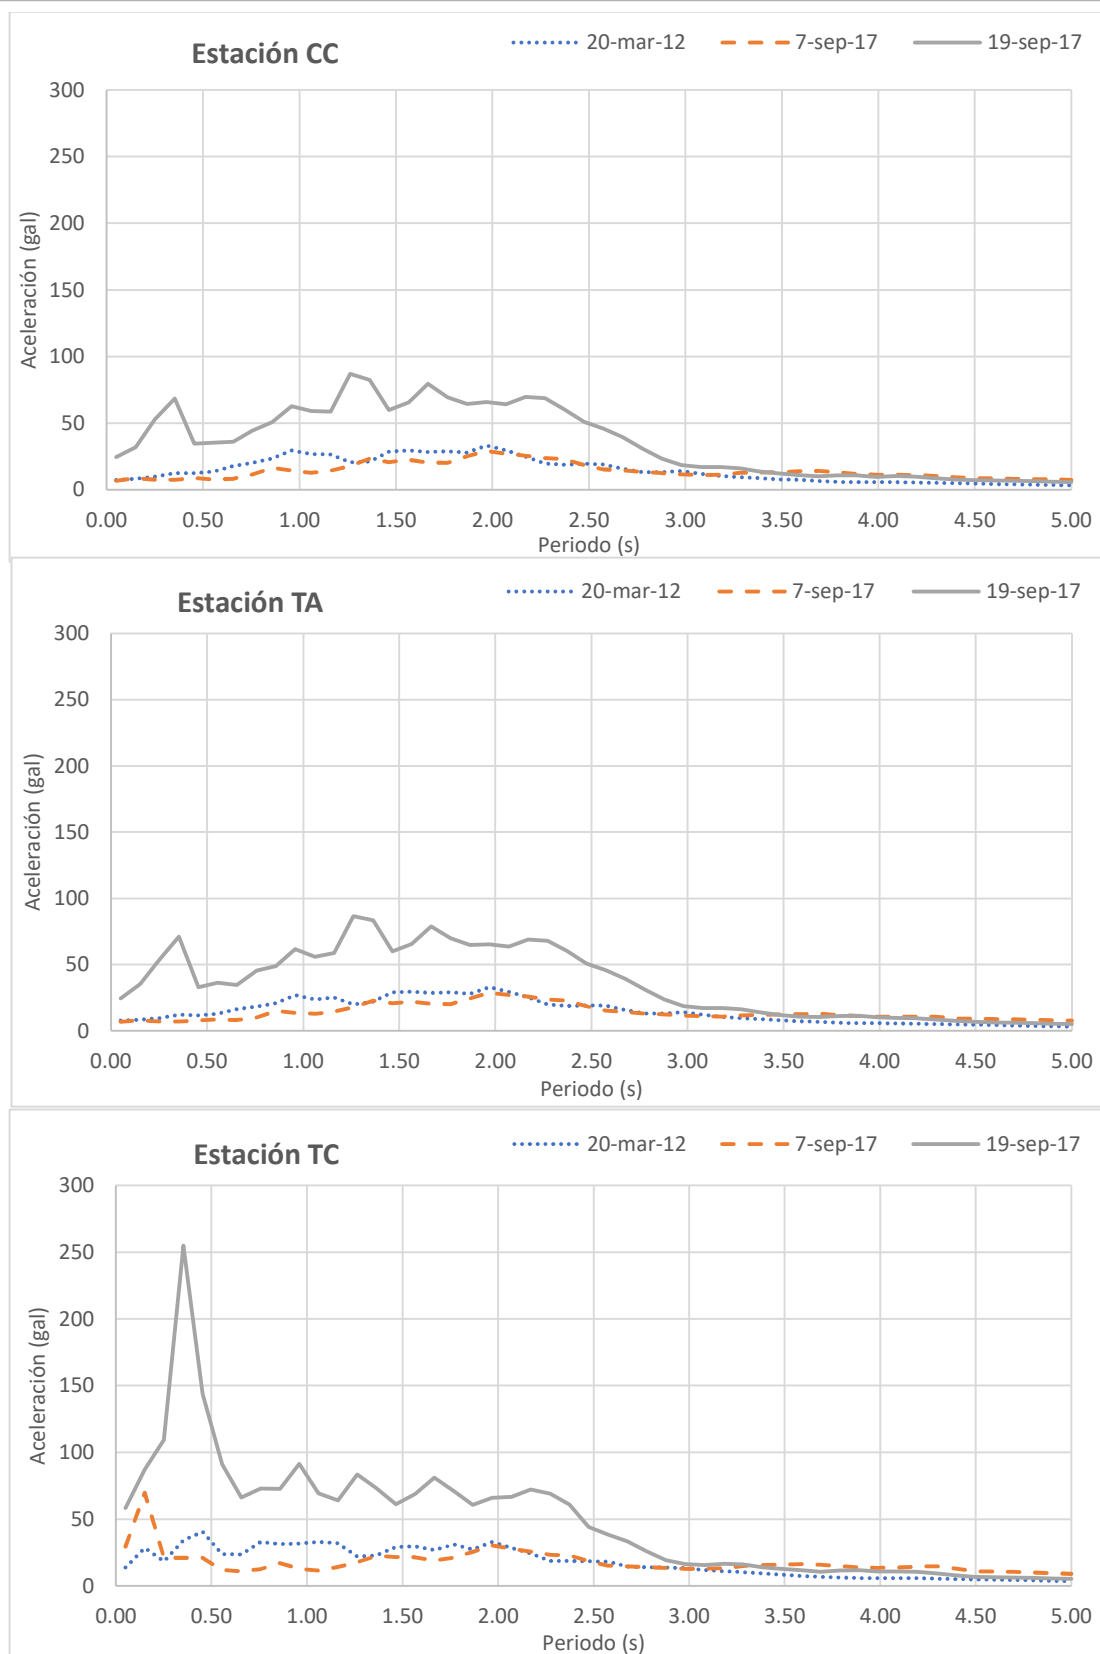 Estación CC
20-mar-12 7-sep-17 19-sep-17
300
250
200
150
100
50
0
Aceleración (gal)
0.00 0.50 1.00 1.50 2.00 2.50 3.00 3.50 4.00 4.50 5.00
Periodo (s)
Estación TA
20-mar-12 7-sep-17 19-sep-17
300
250
200
150
100
50
0
Aceleración (gal)
0.00 0.50 1.00 1.50 2.00 2.50 3.00 3.50 4.00 4.50 5.00
Periodo (s)
Estación TC
20-mar-12 7-sep-17 19-sep-17
300
250
200
150
100
50
0
Aceleración (gal)
0.00 0.50 1.00 1.50 2.00 2.50 3.00 3.50 4.00 4.50 5.00
Periodo (s)